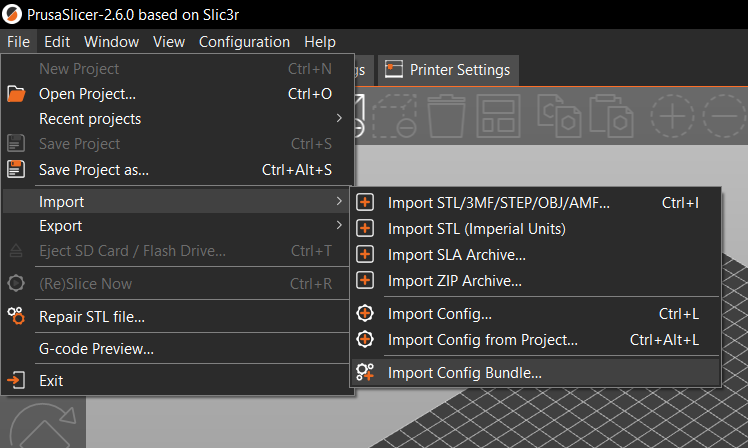 PrusaSlicer-2.6.0 based on Slic3r
File Edit Window View Configuration Help
New Project Ctrl+N
Printer Settings
Open Project... Ctrl+O
Recent projects
Save Project Ctrl+S
Save Project as... Ctrl+Alt+S
Import
Export
Eject SD Card / Flash Drive... Ctrl+T
(Re)Slice Now Ctrl+R
Repair STL file...
G-code Preview...
Exit
Import STL/3MF/STEP/OBJ/AMF... Ctrl+I
Import STL (Imperial Units)
Import SLA Archive...
Import ZIP Archive...
Import Config... Ctrl+L
Import Config from Project... Ctrl+Alt+L
Import Config Bundle...